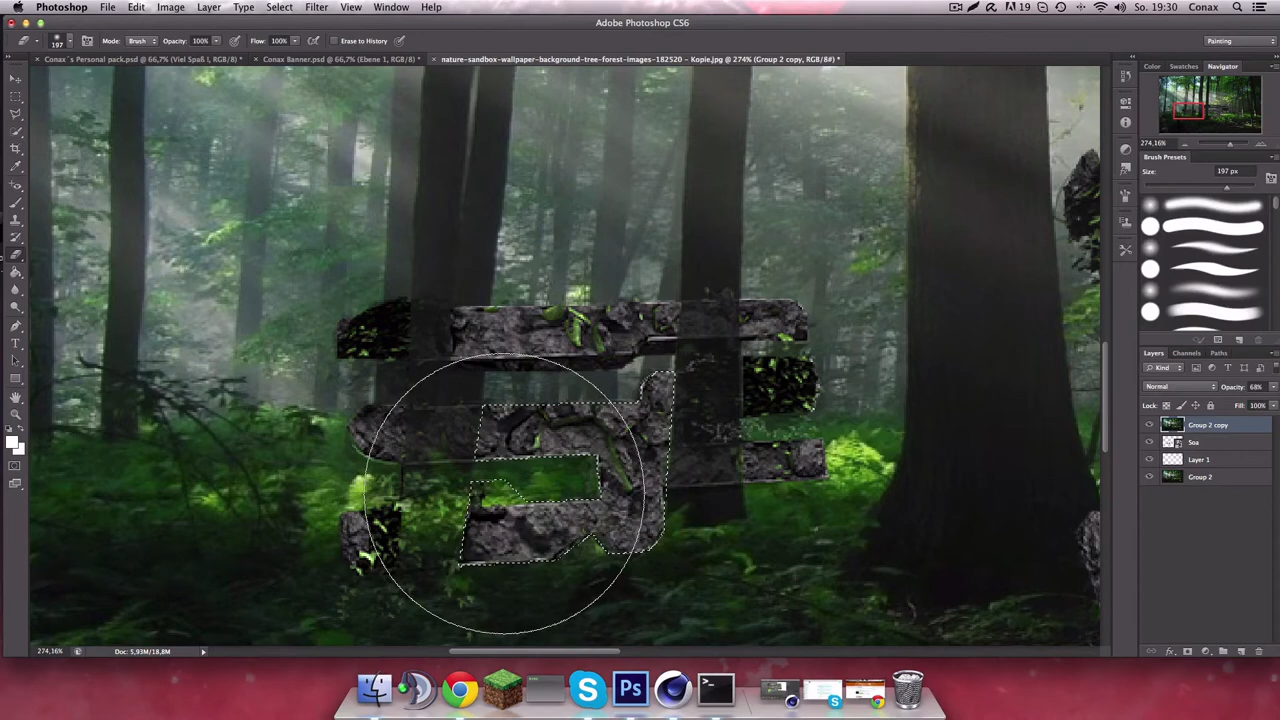 Photoshop File Edit Image Layer Type Select Filter View Window Help
19 So. 19:30 Conax
Adobe Photoshop CS6
197 Mode: Brush Opacity: 100% Flow: 100% Erase to History Painting
Conax´s Personal pack.psd @ 66,7% (Viel Spaß !, RGB/8) *
Conax Banner.psd @ 66,7% (Ebene 1, RGB/8) *
nature-sandbox-wallpaper-background-tree-forest-images-182520 - Kopie.jpg @ 274% (Group 2 copy, RGB/8#) *
Color Swatches Navigator
274,16%
Brush Presets
Size: 197 px
Layers Channels Paths
Kind
Normal Opacity: 68%
Lock: Fill: 100%
Group 2 copy
Soa
Layer 1
Group 2
274,16% Doc: 5,93M/18,8M
Ps